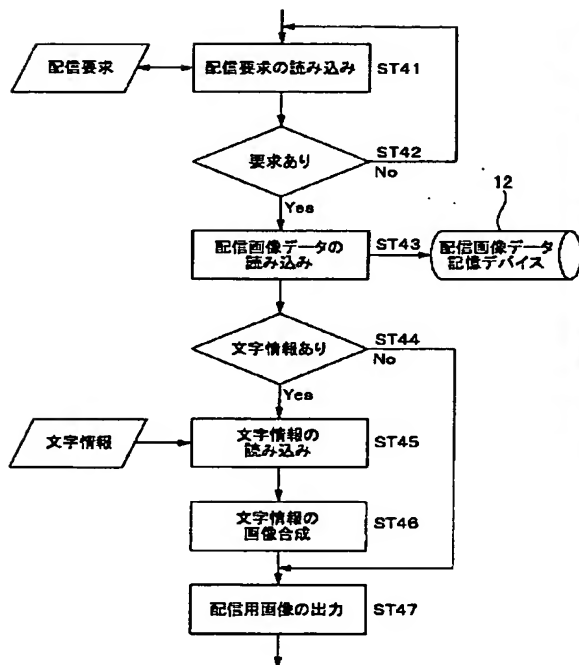 配信要求
配信要求の読み込み
ST41
要求あり
ST42
No
Yes
12
配信画像データの
読み込み
ST43
配信画像データ
記憶デバイス
文字情報あり
ST44
No
Yes
文字情報
文字情報の
読み込み
ST45
文字情報の
画像合成
ST46
配信用画像の出力
ST47